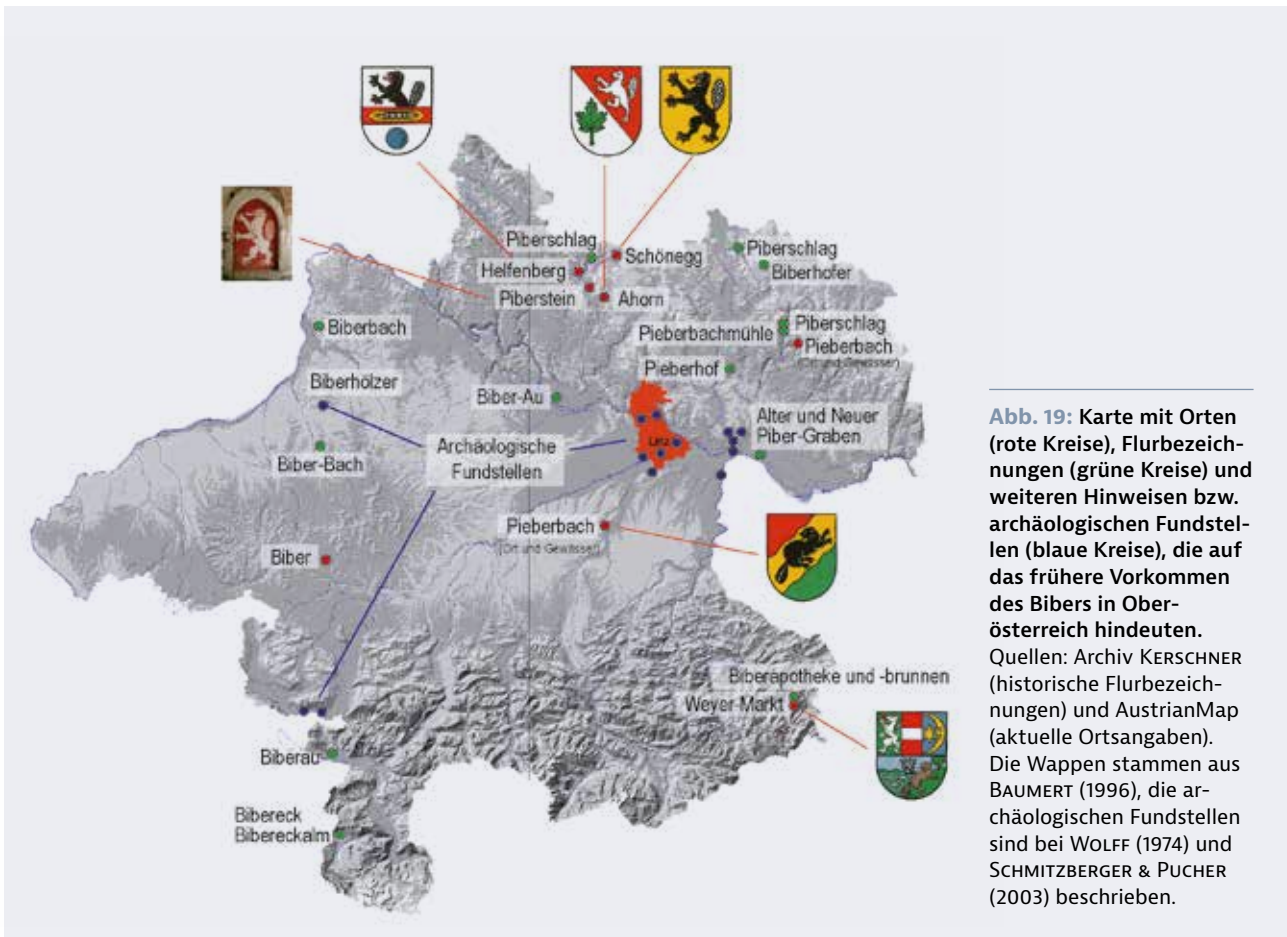 Piberschlag
Schönegg
Helfenberg
Piberstein
Ahorn
Piberschlag
Biberhofer
Biberbach
Pieberbachmühle
Piberschlag
Pieberbach
(Ort und Gewässer)
Pieberhof
Biberhölzer
Biber-Au
Alter und Neuer
Piber-Graben
Archäologische
Fundstellen
Linz
Biber-Bach
Pieberbach
(Ort und Gewässer)
Biber
Biberapotheke und -brunnen
Weyer-Markt
Biberau
Bibereck
Bibereckalm
Abb. 19: Karte mit Orten
(rote Kreise), Flurbezeich-
nungen (grüne Kreise) und
weiteren Hinweisen bzw.
archäologischen Fundstel-
len (blaue Kreise), die auf
das frühere Vorkommen
des Bibers in Ober-
österreich hindeuten.
Quellen: Archiv KERSCHNER
(historische Flurbezeich-
nungen) und AustrianMap
(aktuelle Ortsangaben).
Die Wappen stammen aus
BAUMERT (1996), die ar-
chäologischen Fundstellen
sind bei WOLFF (1974) und
SCHMITZBERGER & PUCHER
(2003) beschrieben.